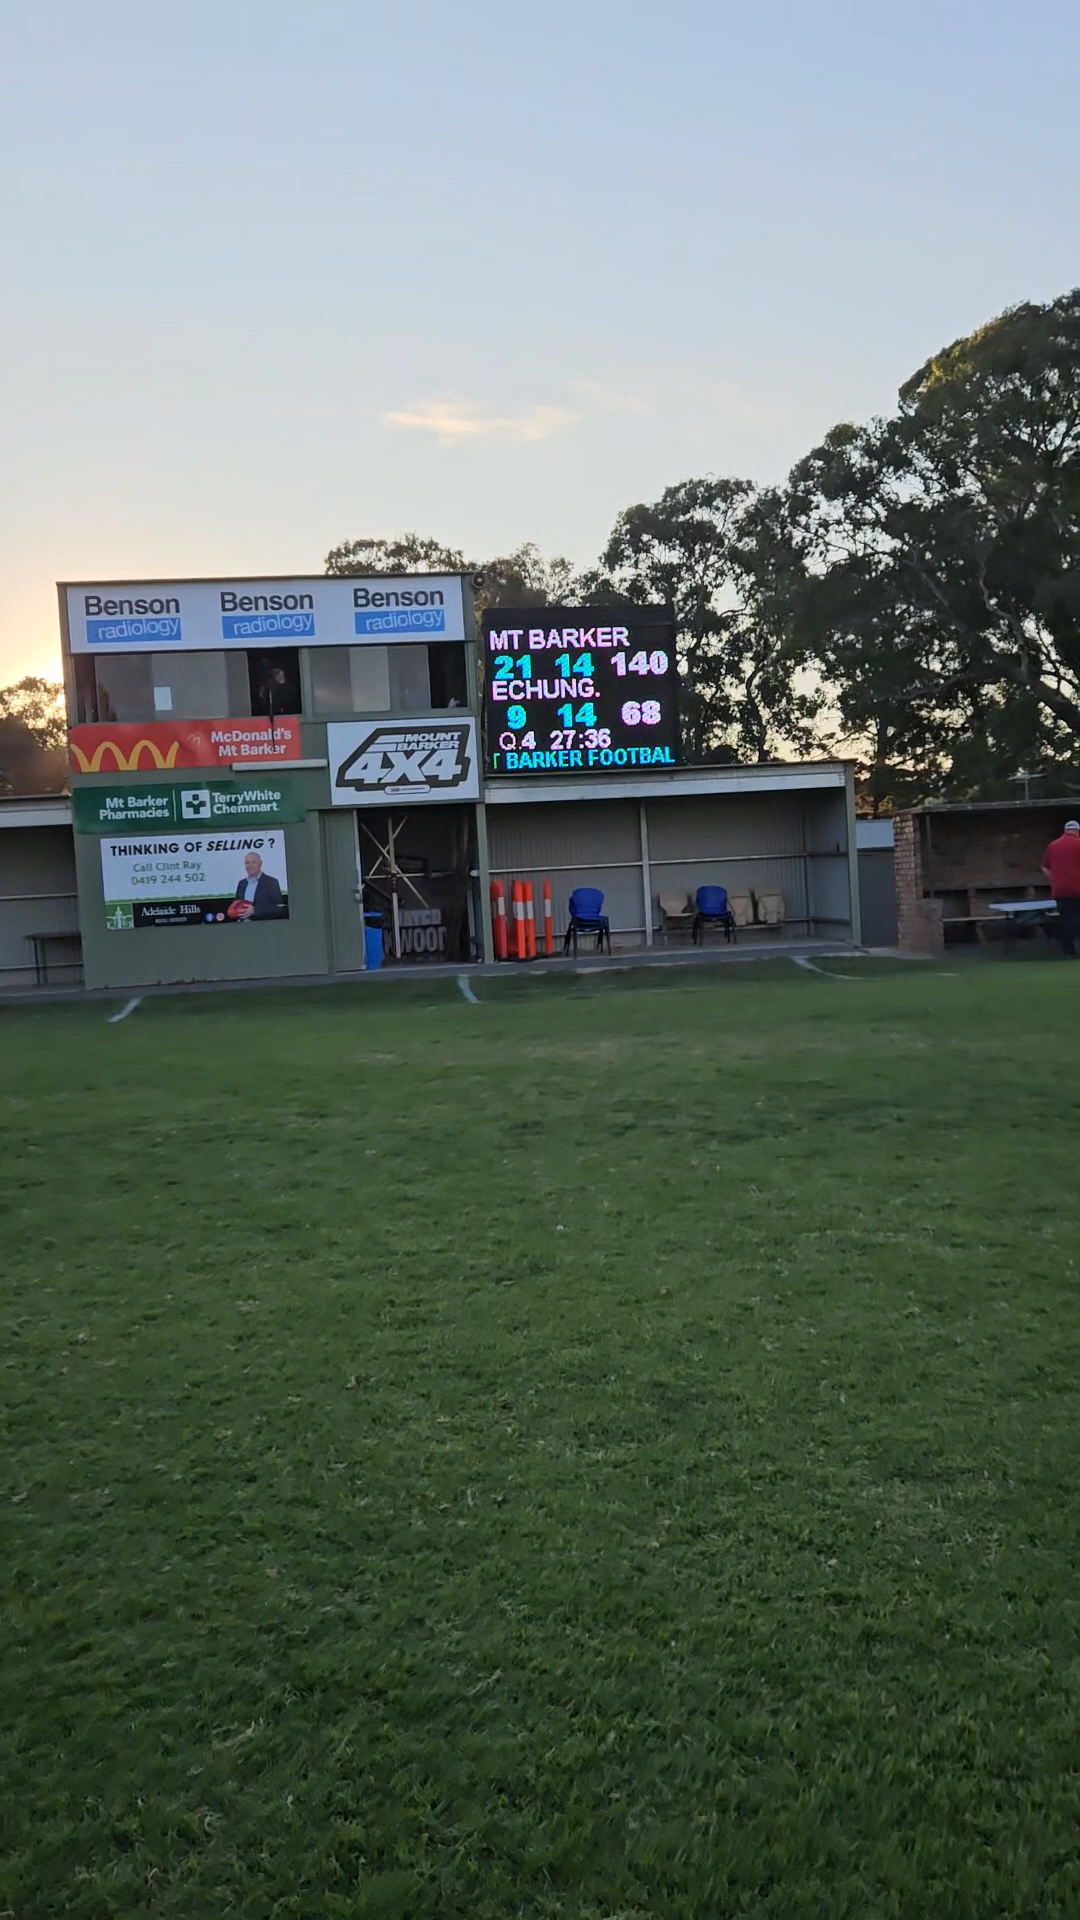 Benson Benson Benson
radiology radiology radiology
MT BARKER
21 14 140
ECHUNG.
9 14 68
Q 4 27:36
BARKER FOOTBAL
McDonald's
Mt Barker
MOUNT
BARKER
4X4
Mt Barker
Pharmacies
TerryWhite
Chemmart
THINKING OF SELLING ?
Call Clint Ray
0419 244 502
Adelaide Hills
WOOD